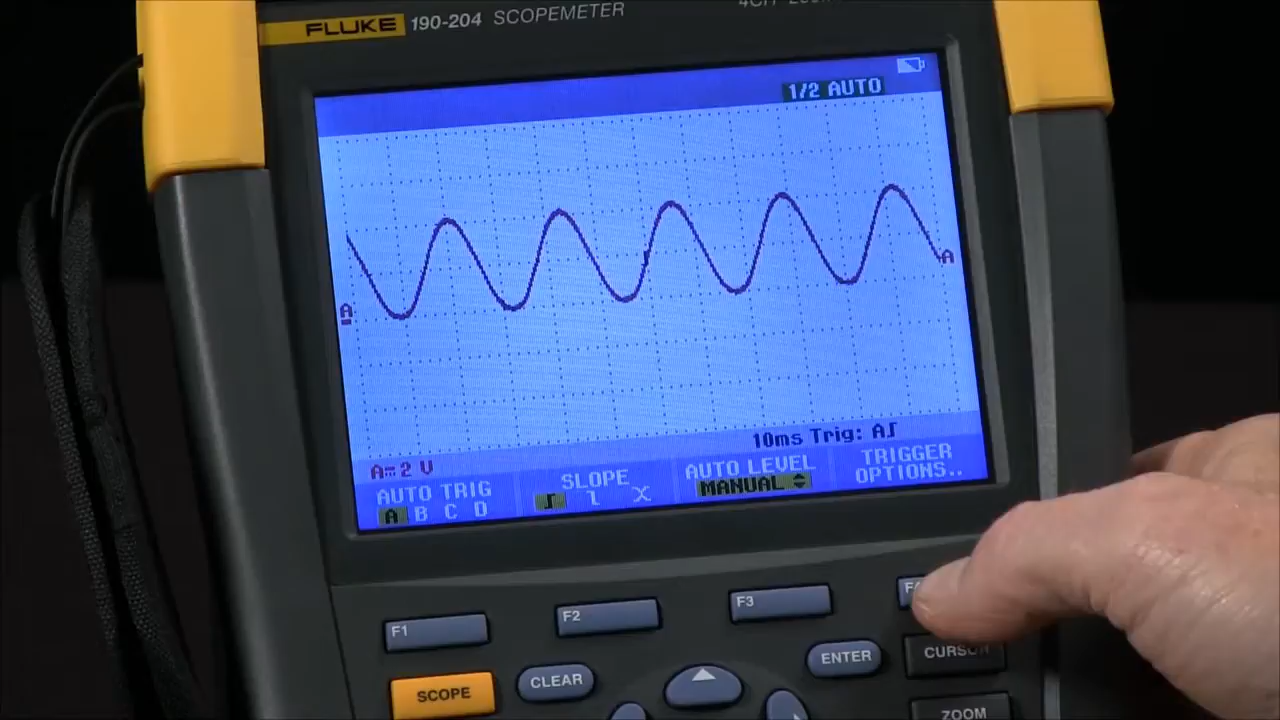 FLUKE 190-204 SCOPEMETER
1/2 AUTO
A
A
10ms Trig: A
A 2 V
AUTO TRIG
A B C D
SLOPE
AUTO LEVEL
MANUAL
TRIGGER
OPTIONS..
F1
F2
F3
SCOPE
CLEAR
ENTER
CURSOR
ZOOM